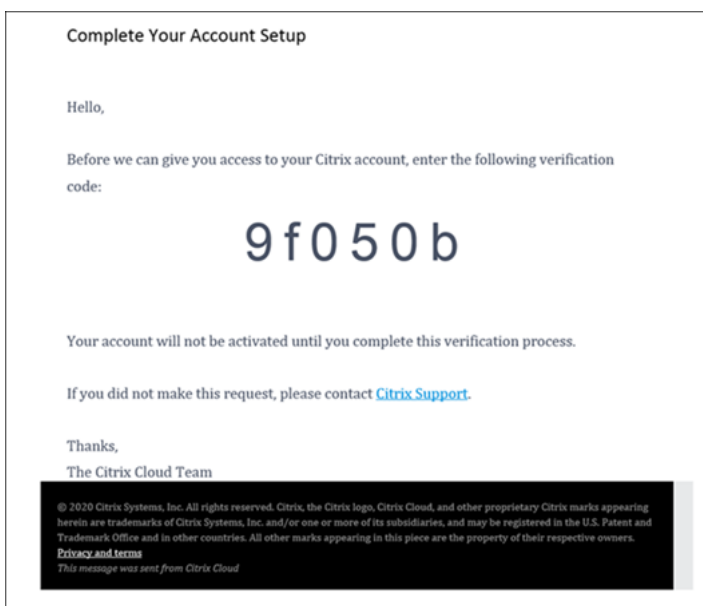 Complete Your Account Setup
Hello,
Before we can give you access to your Citrix account, enter the following verification
code:
9f050b
Your account will not be activated until you complete this verification process.
If you did not make this request, please contact Citrix Support.
Thanks,
The Citrix Cloud Team
© 2020 Citrix Systems, Inc. All rights reserved. Citrix, the Citrix logo, Citrix Cloud, and other proprietary Citrix marks appearing
herein are trademarks of Citrix Systems, Inc. and/or one or more of its subsidiaries, and may be registered in the U.S. Patent and
Trademark Office and in other countries. All other marks appearing in this piece are the property of their respective owners.
Privacy and terms
This message was sent from Citrix Cloud